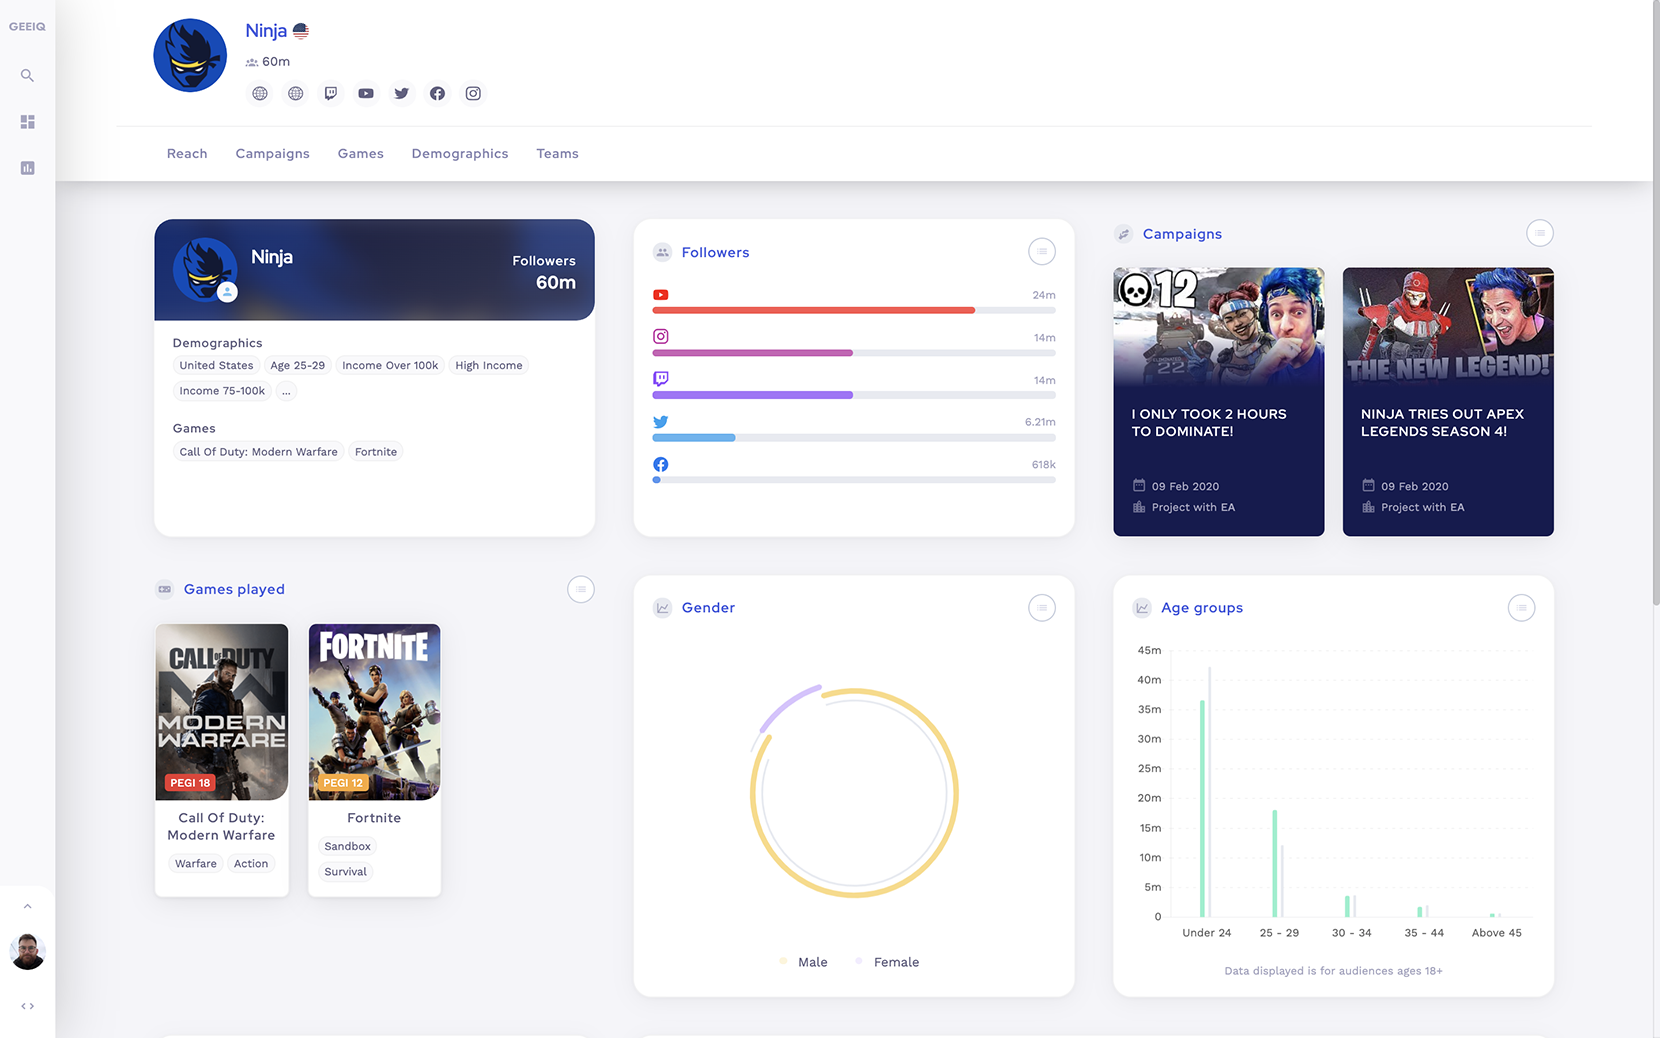 GEEIQ
Ninja
60m
Reach Campaigns Games Demographics Teams
Ninja
Followers
60m
Demographics
United States Age 25-29 Income Over 100k High Income
Income 75-100k ...
Games
Call Of Duty: Modern Warfare Fortnite
Followers
24m
14m
14m
6.21m
618k
Campaigns
12
22
I ONLY TOOK 2 HOURS
TO DOMINATE!
09 Feb 2020
Project with EA
THE NEW LEGEND!
NINJA TRIES OUT APEX
LEGENDS SEASON 4!
09 Feb 2020
Project with EA
Games played
CALL OF DUTY
MODERN
WARFARE
PEGI 18
Call Of Duty:
Modern Warfare
Warfare Action
FORTNITE
PEGI 12
Fortnite
Sandbox
Survival
Gender
Male Female
Age groups
45m
40m
35m
30m
25m
20m
15m
10m
5m
0
Under 24 25 - 29 30 - 34 35 - 44 Above 45
Data displayed is for audiences ages 18+